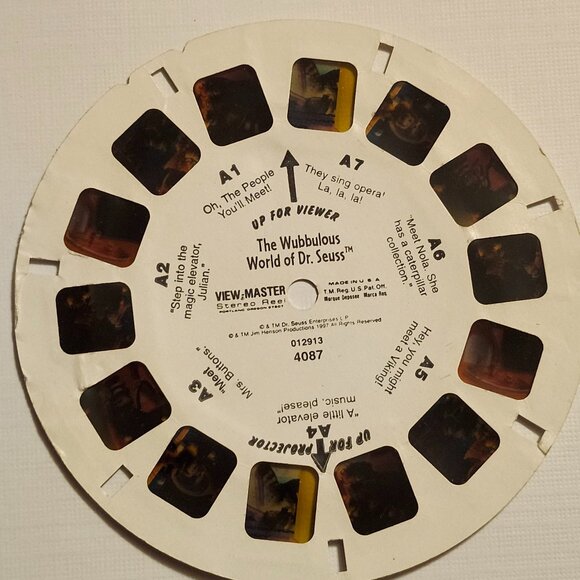 A1
Oh, The People
You'll Meet!
A7
They sing opera!
La, la, la!
UP FOR VIEWER
The Wubbulous
World of Dr. Seuss™
A6
"Meet Nola. She
has a caterpillar
collection."
A2
"Step into the
magic elevator,
Julian."
VIEW-MASTER
Stereo Reel
PORTLAND, OREGON 97207
MADE IN U S A
T.M. Reg. U.S. Pat. Off.
Marque Deposee Marca Reg.
© & TM Dr. Seuss Enterprises L.P.
© & TM Jim Henson Productions 1997 All Rights Reserved
012913
4087
A3
"Meet
Mrs. Buttons."
A5
Hey, you might
meet a Viking!
A4
"A little elevator
music, please!"
UP FOR PROJECTOR